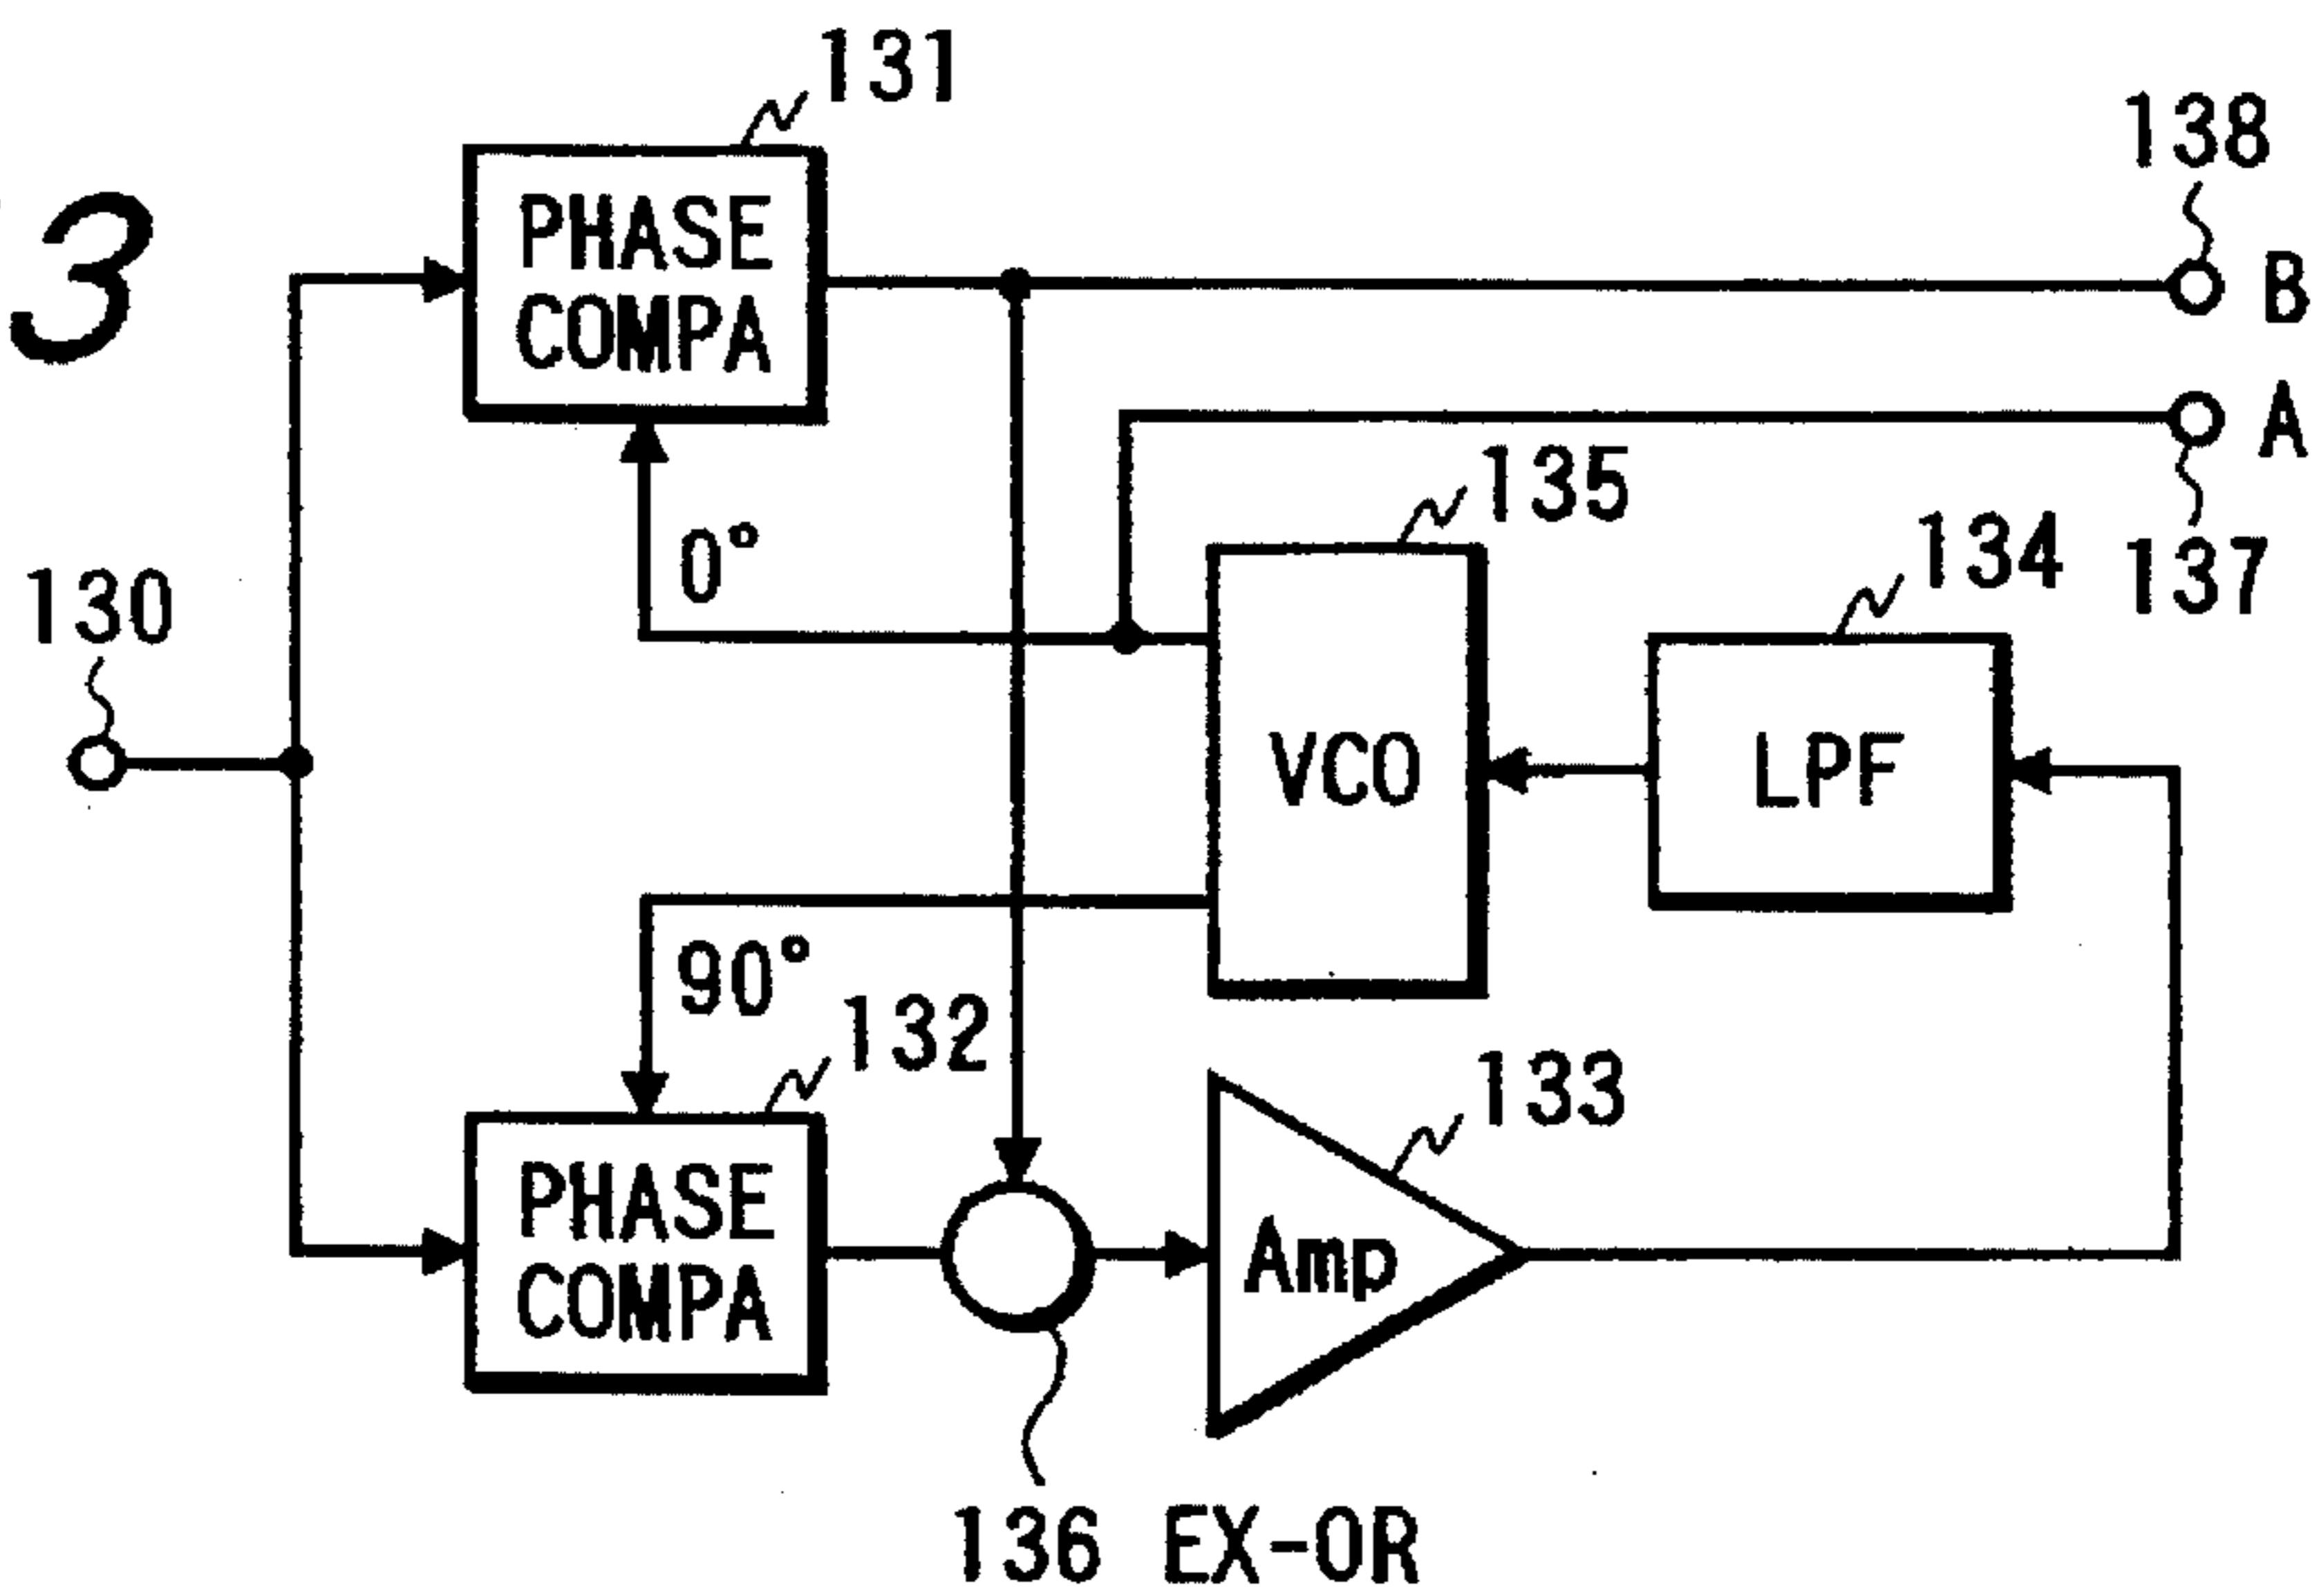 131
138
3
PHASE
COMPA
B
A
135
134
137
0°
130
VCO
LPF
90°
132
133
PHASE
COMPA
Amp
136 EX-OR